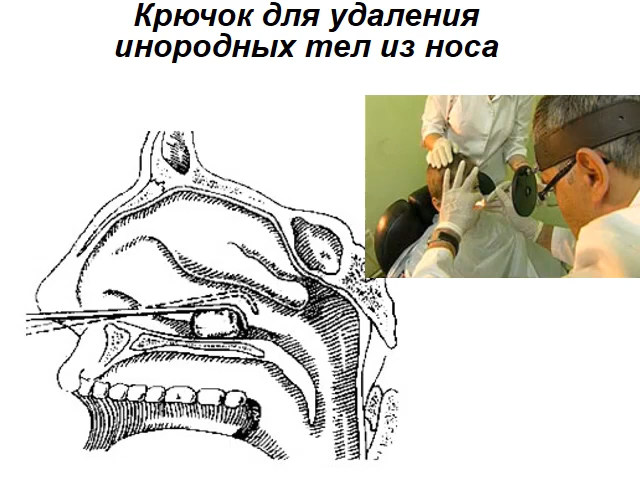 Крючок для удаления
инородных тел из носа